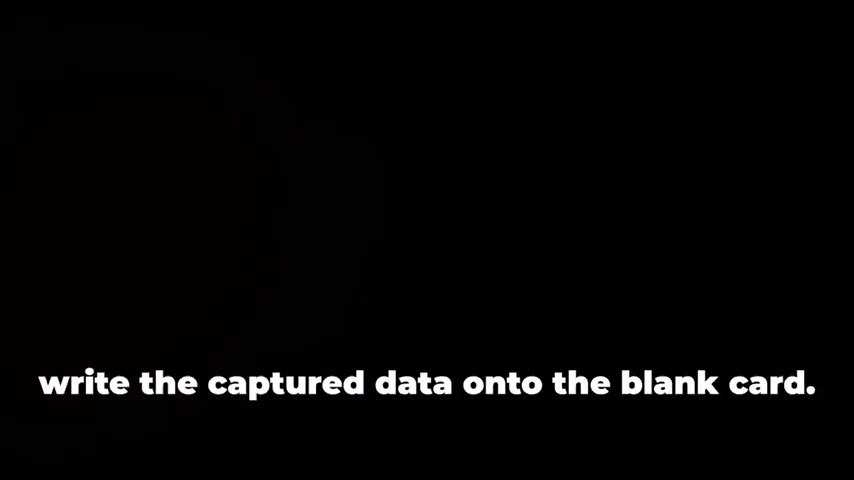 write the captured data onto the blank card.